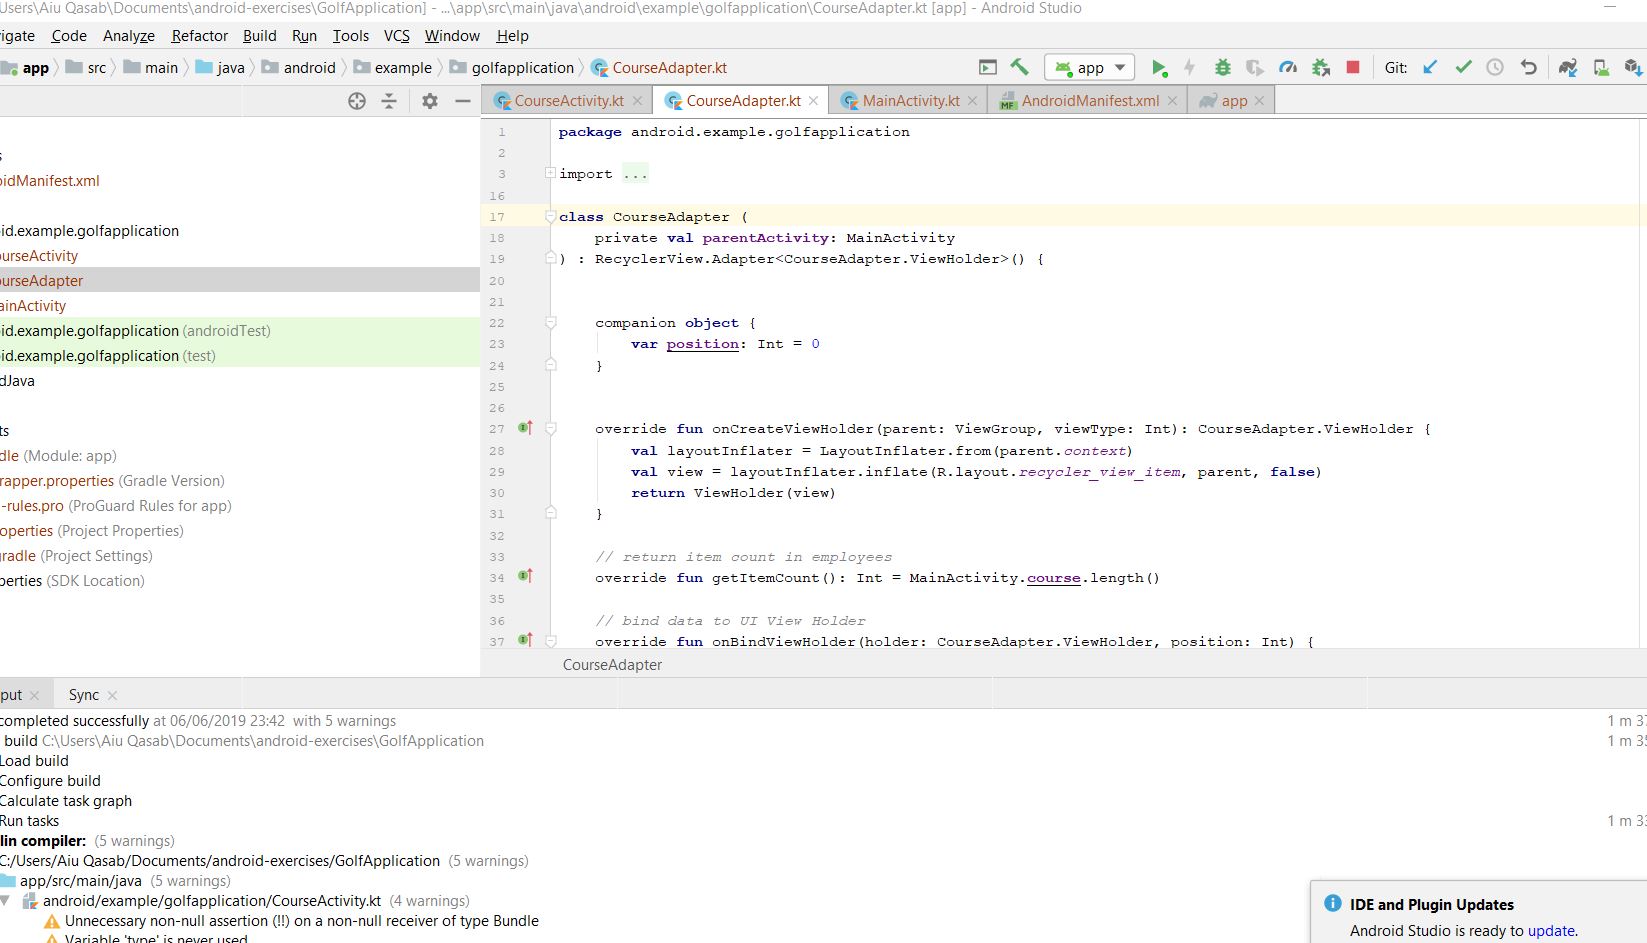 Users\Aiu Qasab\Documents\android-exercises\GolfApplication] - ...\app\src\main\java\android\example\golfapplication\CourseAdapter.kt [app] - Android Studio
igate Code Analyze Refactor Build Run Tools VCS Window Help
app src main java android example golfapplication CourseAdapter.kt app Git:
CourseActivity.kt CourseAdapter.kt MainActivity.kt MF AndroidManifest.xml app
s
oidManifest.xml
id.example.golfapplication
urseActivity
urseAdapter
ainActivity
id.example.golfapplication (androidTest)
id.example.golfapplication (test)
dJava
ts
dle (Module: app)
rapper.properties (Gradle Version)
-rules.pro (ProGuard Rules for app)
operties (Project Properties)
radle (Project Settings)
perties (SDK Location)
1 package android.example.golfapplication
2
3 import ...
16
17 class CourseAdapter (
18 private val parentActivity: MainActivity
19 ) : RecyclerView.Adapter<CourseAdapter.ViewHolder>() {
20
21
22 companion object {
23 var position: Int = 0
24 }
25
26
27 override fun onCreateViewHolder(parent: ViewGroup, viewType: Int): CourseAdapter.ViewHolder {
28 val layoutInflater = LayoutInflater.from(parent.context)
29 val view = layoutInflater.inflate(R.layout.recycler_view_item, parent, false)
30 return ViewHolder(view)
31 }
32
33 // return item count in employees
34 override fun getItemCount(): Int = MainActivity.course.length()
35
36 // bind data to UI View Holder
37 override fun onBindViewHolder(holder: CourseAdapter.ViewHolder, position: Int) {
CourseAdapter
put Sync
completed successfully at 06/06/2019 23:42 with 5 warnings 1 m 37
build C:\Users\Aiu Qasab\Documents\android-exercises\GolfApplication 1 m 35
Load build
Configure build
Calculate task graph
Run tasks 1 m 33
lin compiler: (5 warnings)
C:/Users/Aiu Qasab/Documents/android-exercises/GolfApplication (5 warnings)
app/src/main/java (5 warnings)
android/example/golfapplication/CourseActivity.kt (4 warnings)
Unnecessary non-null assertion (!!) on a non-null receiver of type Bundle
Variable 'type' is never used
IDE and Plugin Updates
Android Studio is ready to update.